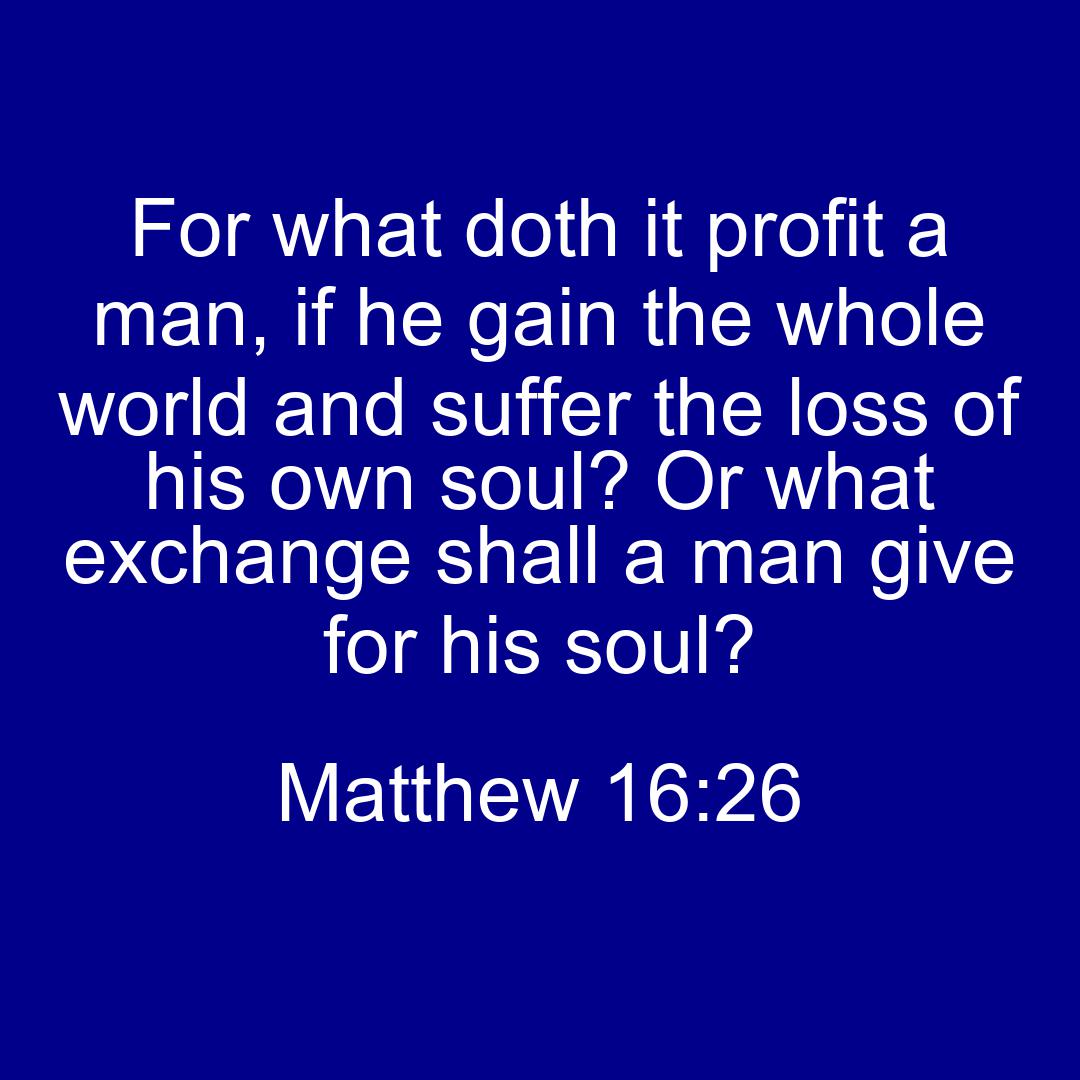 For what doth it profit a
man, if he gain the whole
world and suffer the loss of
his own soul? Or what
exchange shall a man give
for his soul?
Matthew 16:26